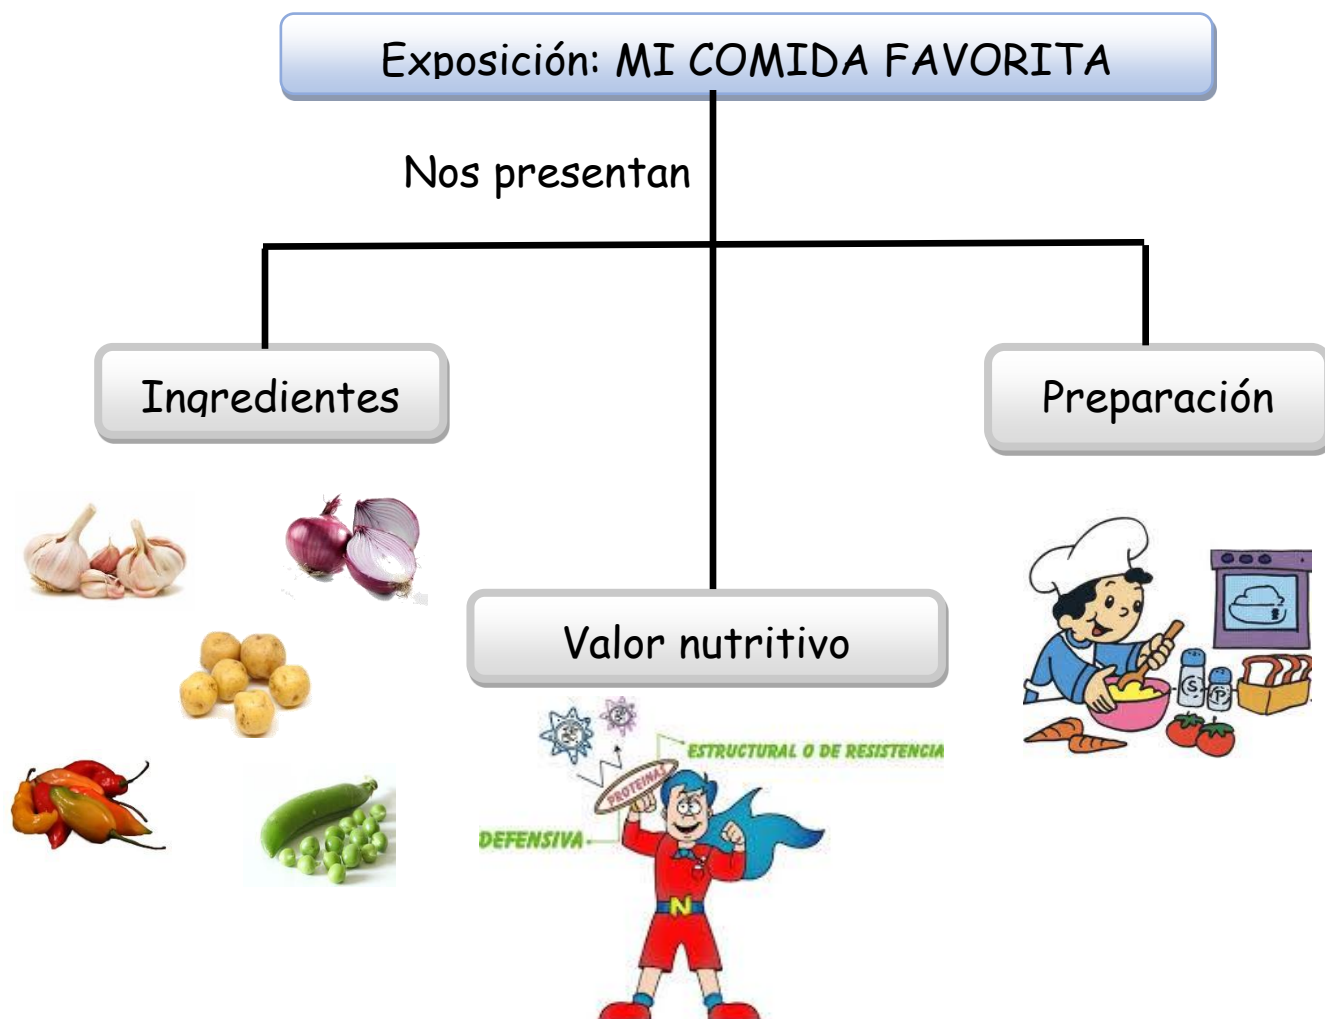 Exposición: MI COMIDA FAVORITA
Nos presentan
Ingredientes
Preparación
Valor nutritivo
ESTRUCTURAL O DE RESISTENCIA
PROTEINAS
DEFENSIVA
N
S
P